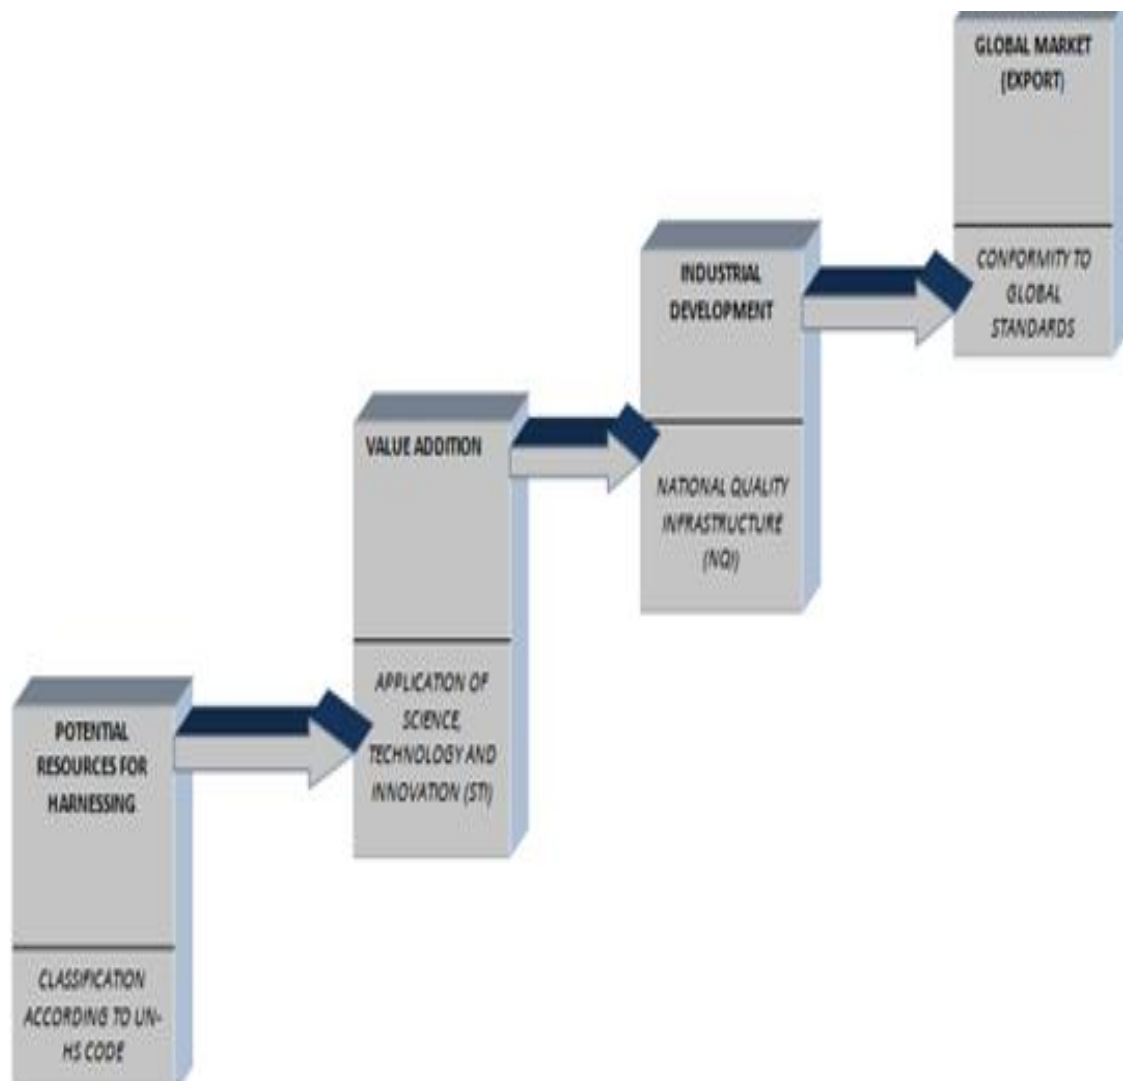 GLOBAL MARKET
(EXPORT)
CONFORMITY TO
GLOBAL
STANDARDS
INDUSTRIAL
DEVELOPMENT
NATIONAL QUALITY
INFRASTRUCTURE
(NQI)
VALUE ADDITION
APPLICATION OF
SCIENCE,
TECHNOLOGY AND
INNOVATION (STI)
POTENTIAL
RESOURCES FOR
HARNESSING
CLASSIFICATION
ACCORDING TO UN-
HS CODE